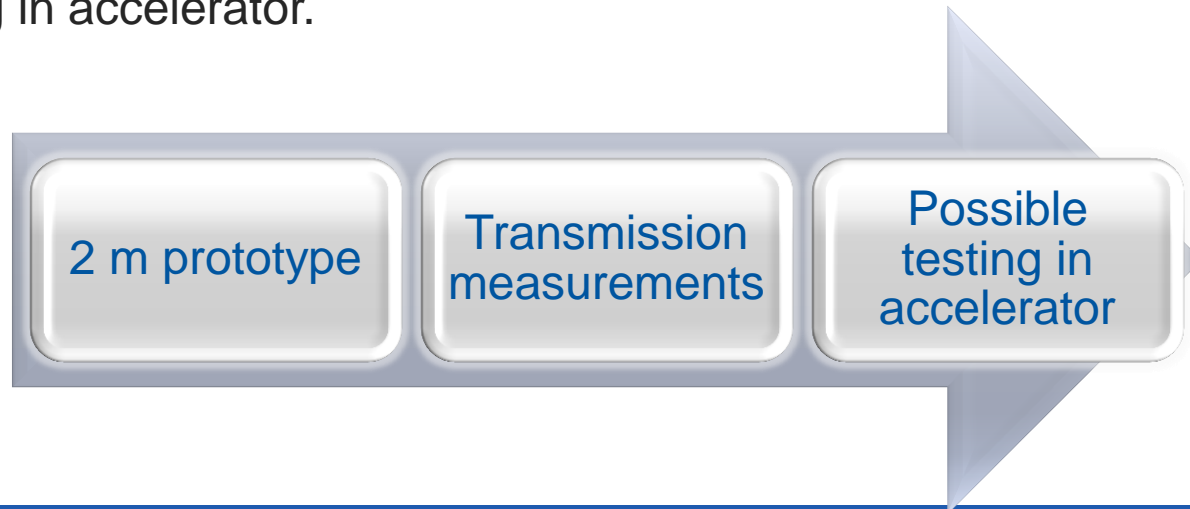 in accelerator.
2 m prototype
Transmission
measurements
Possible
testing in
accelerator